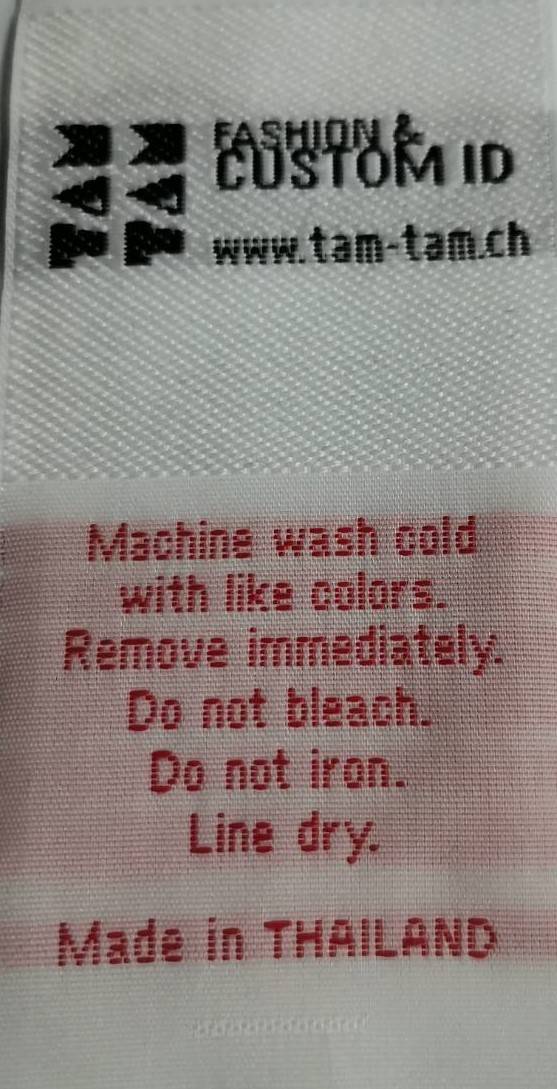 FASHION &
CUSTOM ID
www.tam-tam.ch
Machine wash cold
with like colors.
Remove immediately.
Do not bleach.
Do not iron.
Line dry.
Made in THAILAND